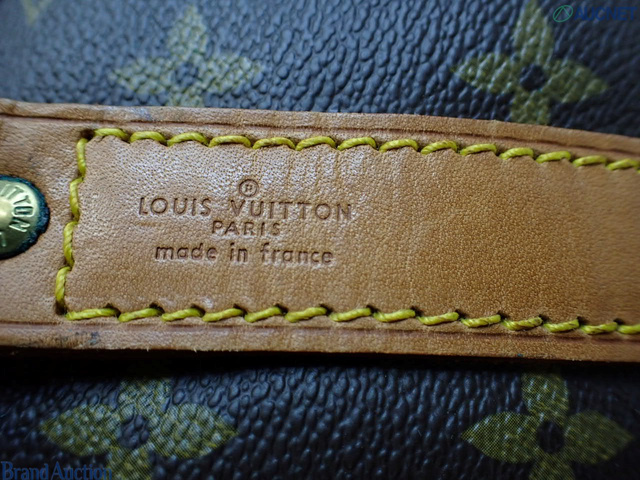 ®
LOUIS VUITTON
PARIS
made in france
Brand Auction